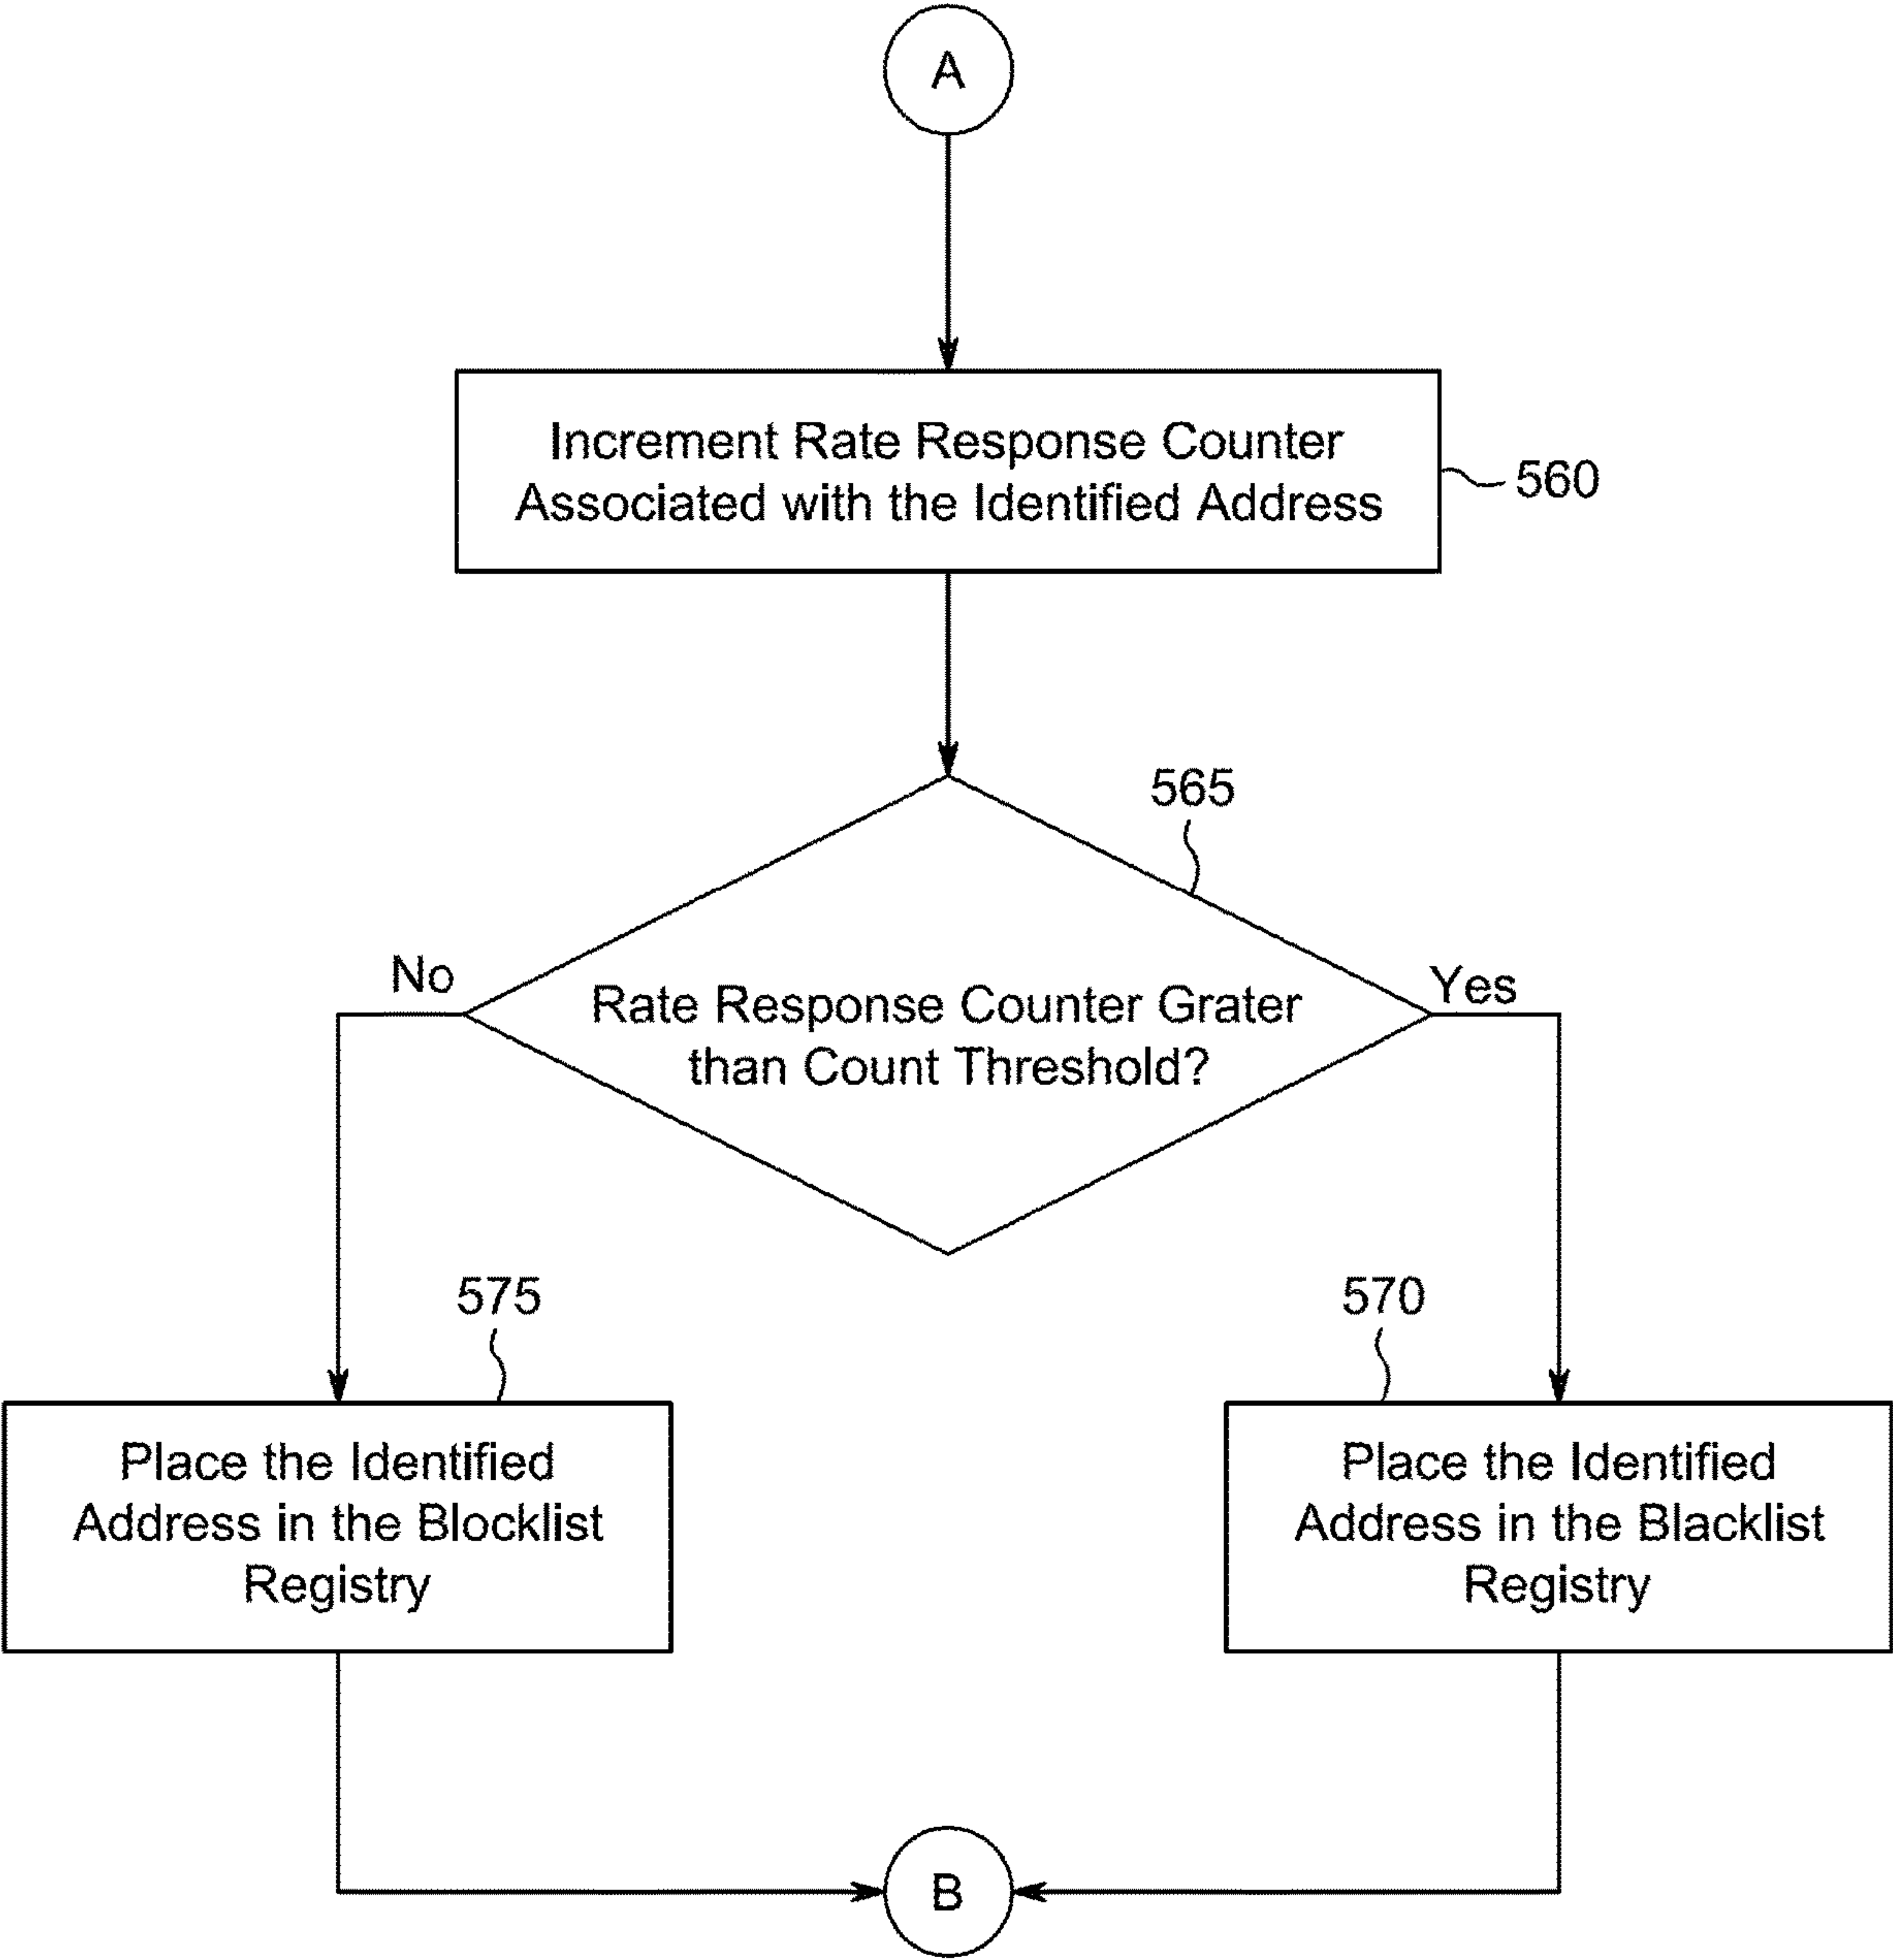 A
Increment Rate Response Counter
Associated with the Identified Address
560
565
No
Yes
Rate Response Counter Grater
than Count Threshold?
575
570
Place the Identified
Address in the Blocklist
Registry
Place the Identified
Address in the Blacklist
Registry
B